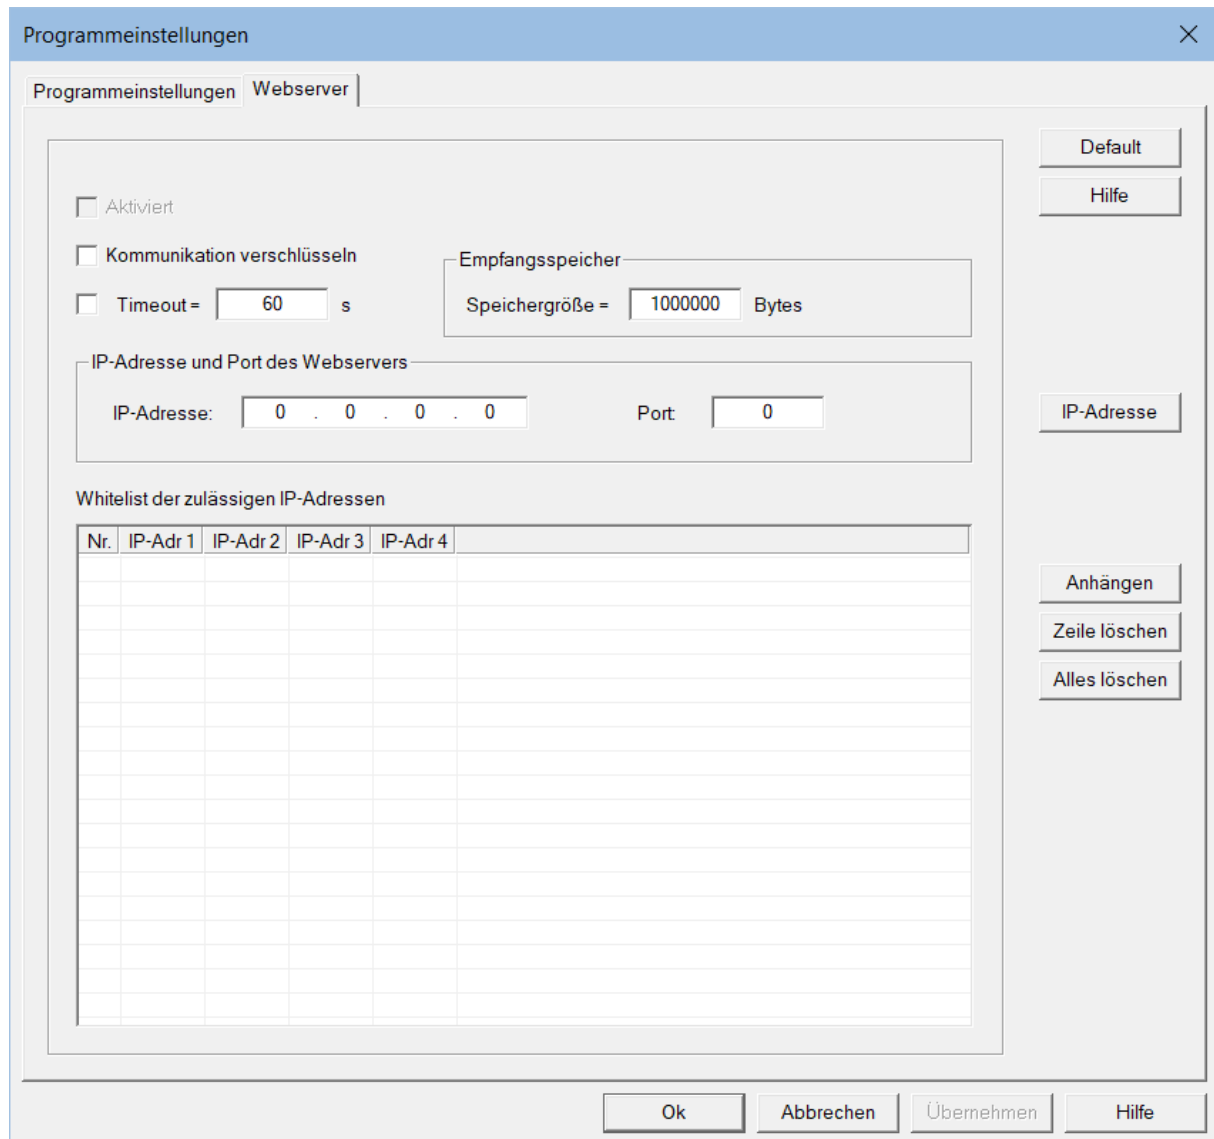 Programmeinstellungen
Programmeinstellungen Webserver
Default
Hilfe
Aktiviert
Kommunikation verschlüsseln
Timeout = 60 s
Empfangsspeicher
Speichergröße = 1000000 Bytes
IP-Adresse und Port des Webservers
IP-Adresse: 0 . 0 . 0 . 0 Port: 0
IP-Adresse
Whitelist der zulässigen IP-Adressen
Nr. IP-Adr 1 IP-Adr 2 IP-Adr 3 IP-Adr 4
Anhängen
Zeile löschen
Alles löschen
Ok Abbrechen Übernehmen Hilfe